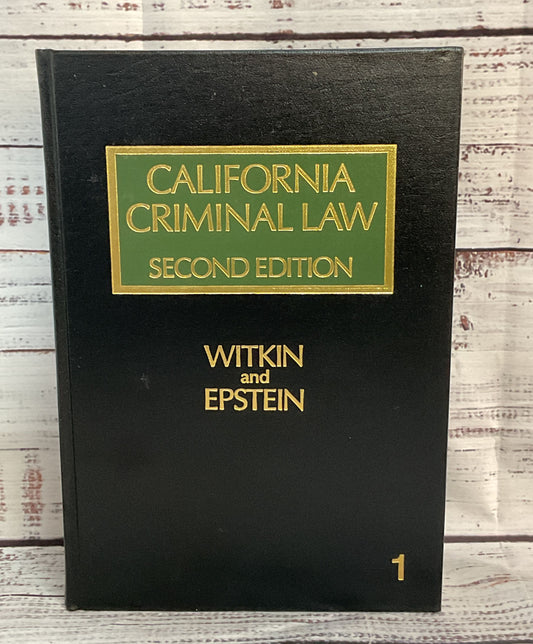 CALIFORNIA
CRIMINAL LAW
SECOND EDITION
WITKIN
and
EPSTEIN
1